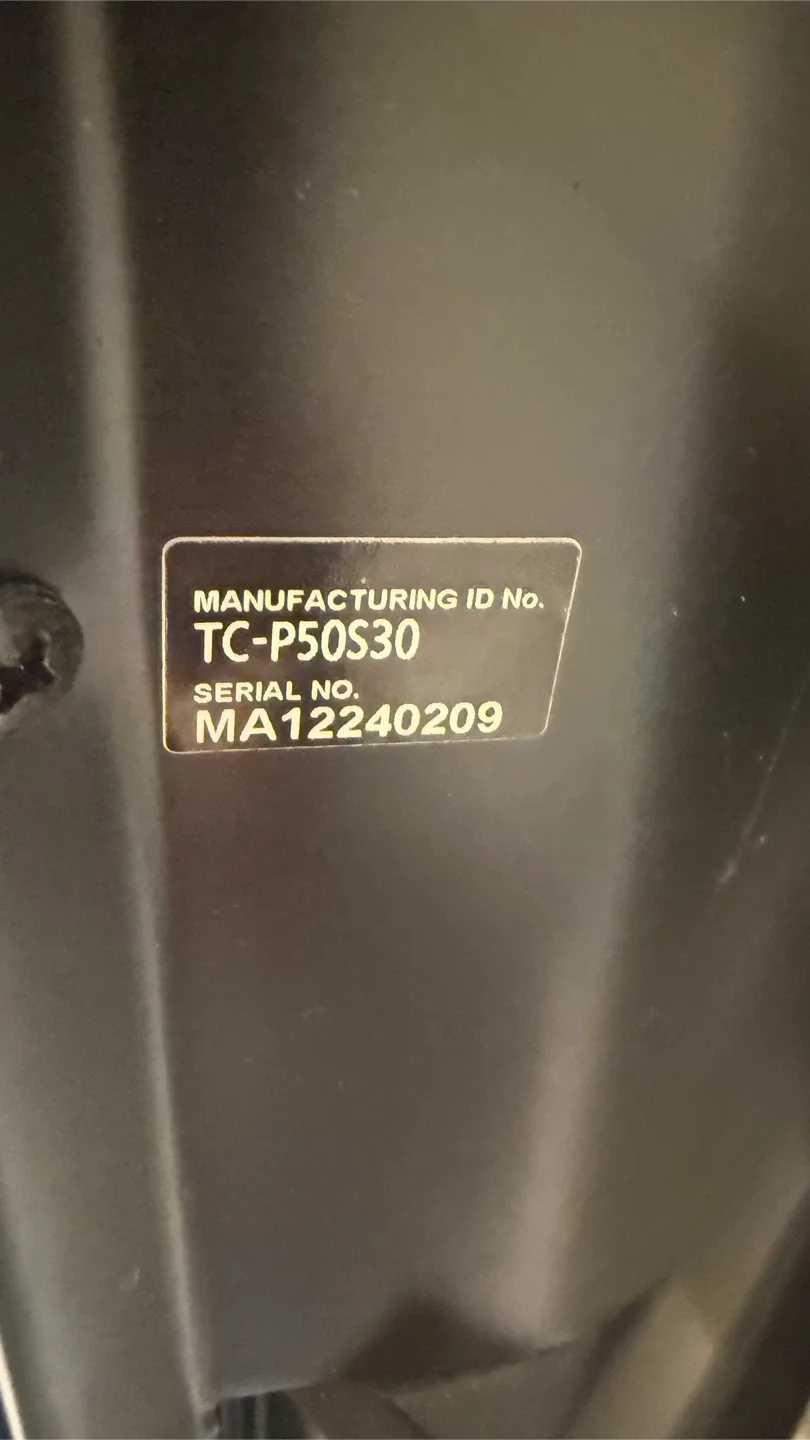 MANUFACTURING ID No.
TC-P50S30
SERIAL NO.
MA12240209